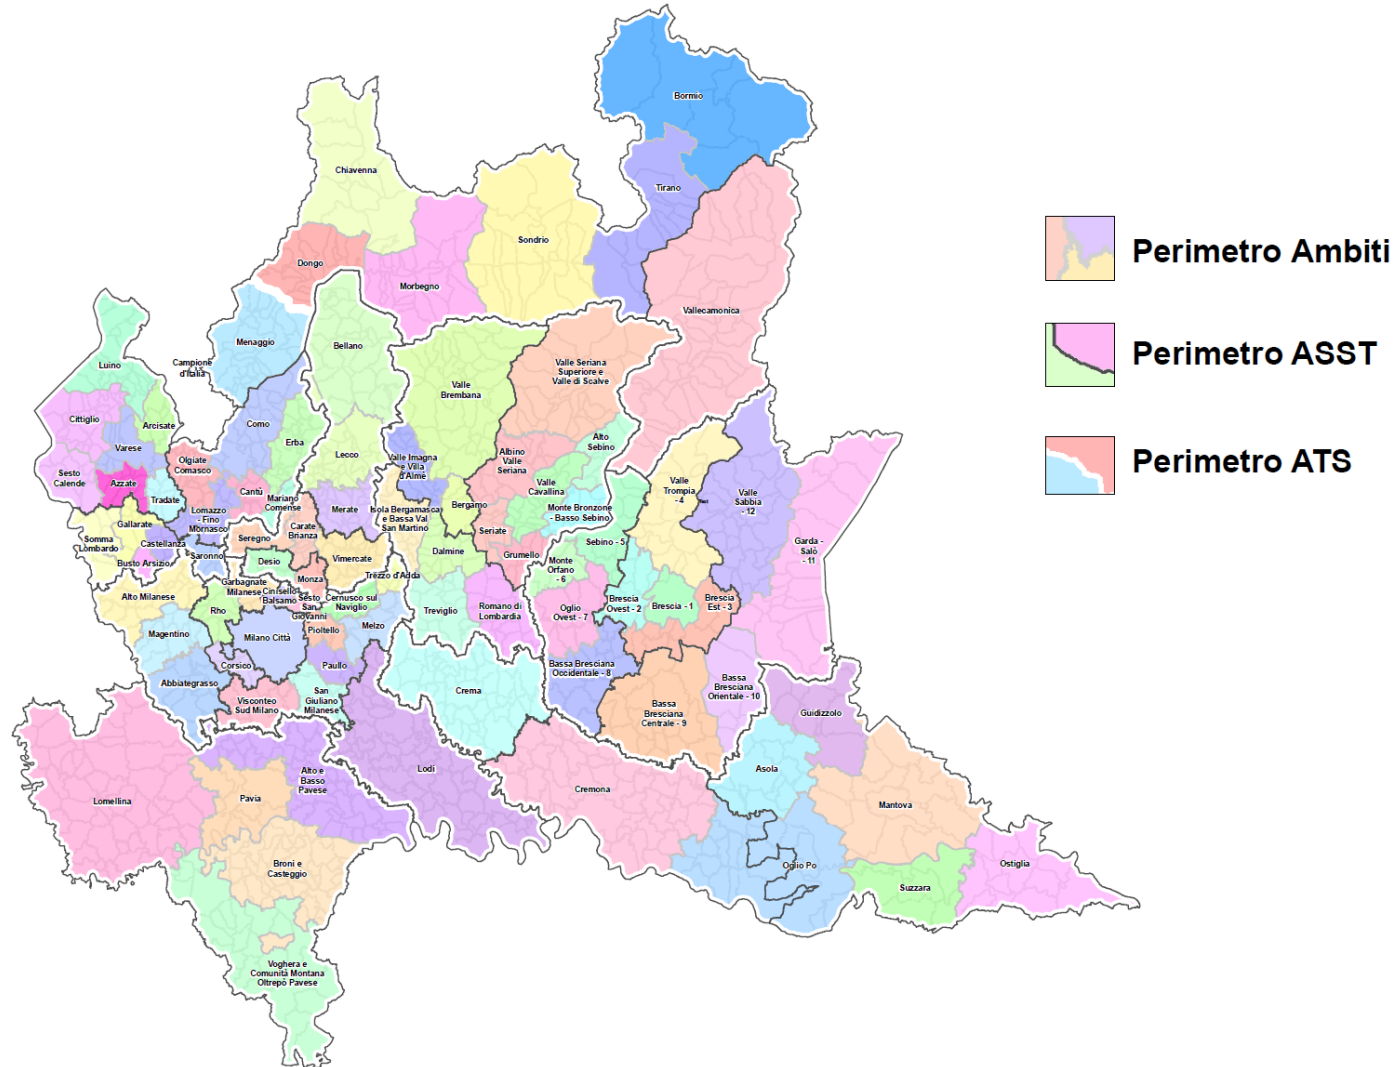 Bormio
Tirano
Chiavenna
Sondrio
Dongo
Morbegno
Vallecamonica
Menaggio
Bellano
Luino
Campione
d'Italia
Valle Seriana
Superiore e
Valle di Scalve
Valle
Brembana
Cittiglio
Arcisate
Como
Erba
Varese
Lecco
Alto
Sebino
Albino
Valle
Seriana
Valle Imagna
e Villa
d'Almè
Olgiate
Comasco
Sesto
Calende
Azzate
Tradate
Cantù
Mariano
Comense
Merate
Valle
Cavallina
Valle
Trompia
- 4
Valle
Sabbia
- 12
Lomazzo
- Fino
Mornasco
Isola Bergamasca
e Bassa Val
San Martino
Bergamo
Monte Bronzone
- Basso Sebino
Gallarate
Somma
Lombardo
Castellanza
Busto Arsizio
Saronno
Seregno
Carate
Brianza
Seriate
Desio
Vimercate
Dalmine
Grumello
Sebino - 5
Garda -
Salò
- 11
Monte
Orfano
- 6
Monza
Trezzo d'Adda
Alto Milanese
Garbagnate
Milanese
Cinisello
Balsamo
Sesto
San
Giovanni
Cernusco sul
Naviglio
Rho
Treviglio
Romano di
Lombardia
Oglio
Ovest - 7
Brescia
Ovest - 2
Brescia - 1
Brescia
Est - 3
Magentino
Milano Città
Pioltello
Melzo
Corsico
Paullo
Abbiategrasso
Visconteo
Sud Milano
San
Giuliano
Milanese
Crema
Bassa Bresciana
Occidentale - 8
Bassa
Bresciana
Orientale - 10
Bassa
Bresciana
Centrale - 9
Guidizzolo
Lodi
Asola
Alto e
Basso
Pavese
Cremona
Lomellina
Pavia
Mantova
Broni e
Casteggio
Oglio Po
Suzzara
Ostiglia
Voghera e
Comunità Montana
Oltrepò Pavese
Perimetro Ambiti
Perimetro ASST
Perimetro ATS